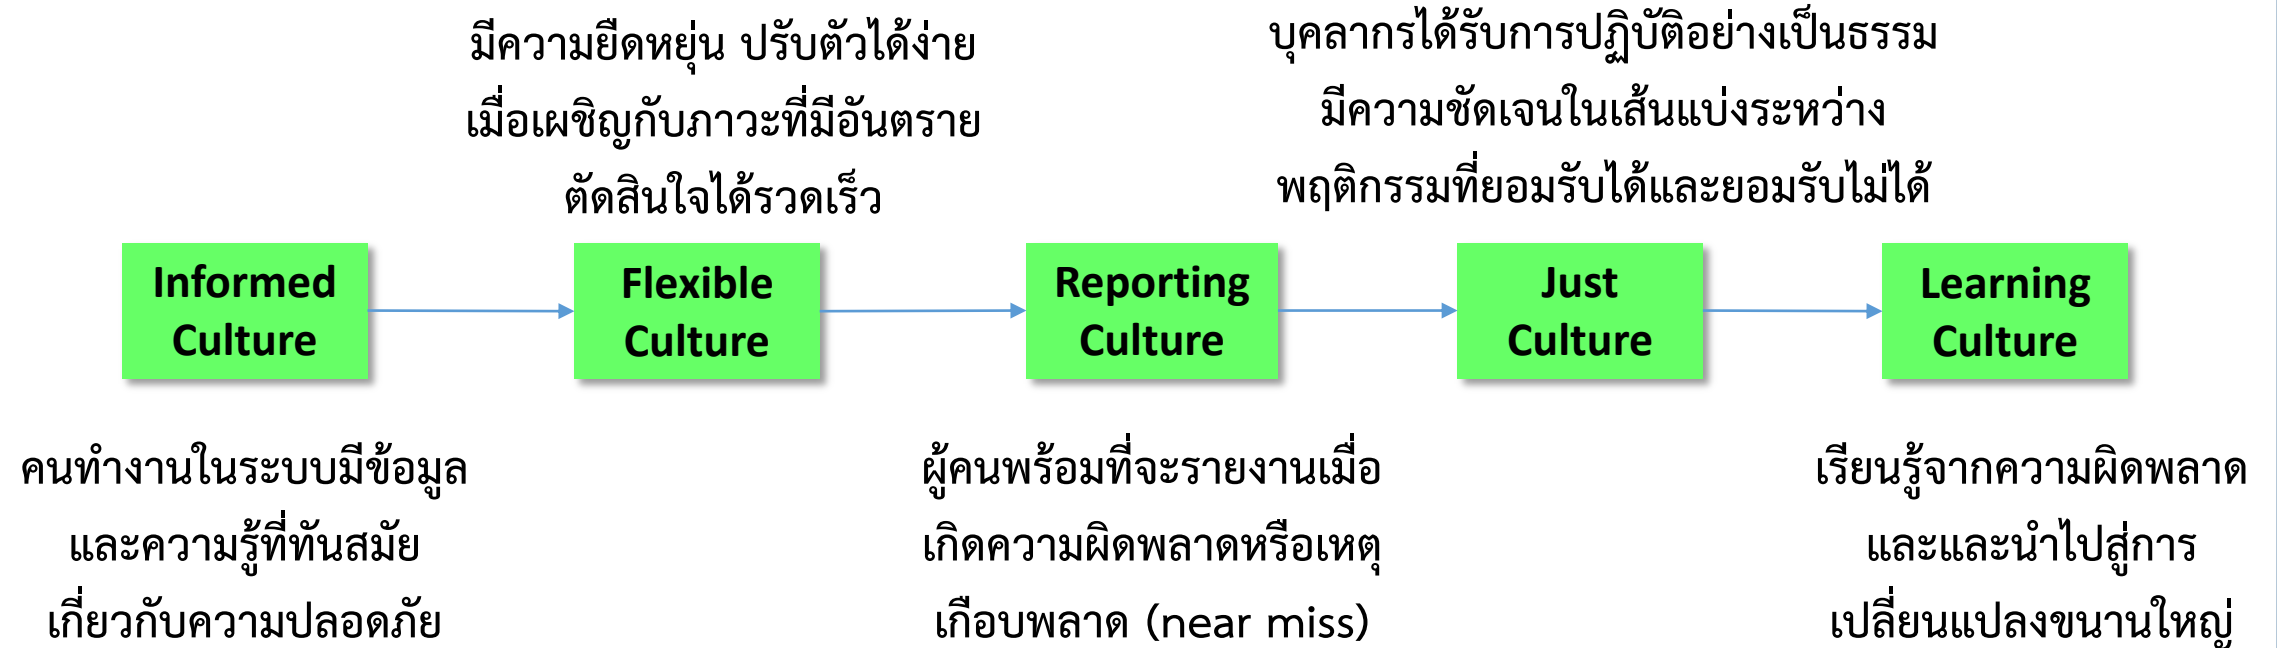 มีความยืดหยุ่น ปรับตัวได้ง่าย
เมื่อเผชิญกับภาวะที่มีอันตราย
ตัดสินใจได้รวดเร็ว
บุคลากรได้รับการปฏิบัติอย่างเป็นธรรม
มีความชัดเจนในเส้นแบ่งระหว่าง
พฤติกรรมที่ยอมรับได้และยอมรับไม่ได้
Informed
Culture
Flexible
Culture
Reporting
Culture
Just
Culture
Learning
Culture
คนทำงานในระบบมีข้อมูล
และความรู้ที่ทันสมัย
เกี่ยวกับความปลอดภัย
ผู้คนพร้อมที่จะรายงานเมื่อ
เกิดความผิดพลาดหรือเหตุ
เกือบพลาด (near miss)
เรียนรู้จากความผิดพลาด
และและนำไปสู่การ
เปลี่ยนแปลงขนานใหญ่